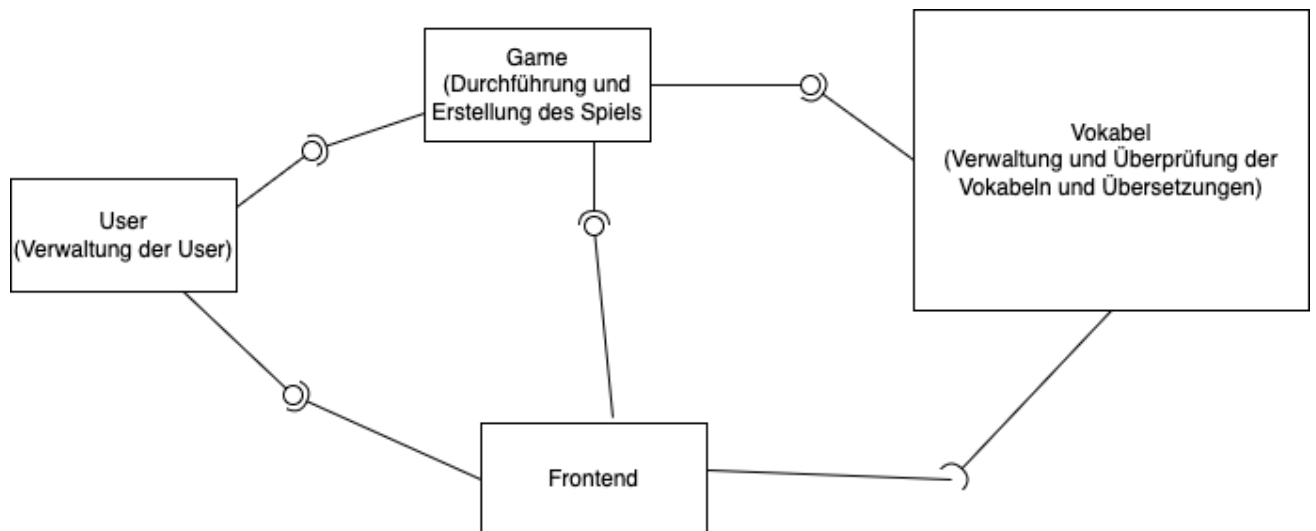 Game
(Durchführung und
Erstellung des Spiels
Vokabel
(Verwaltung und Überprüfung der
Vokabeln und Übersetzungen)
User
(Verwaltung der User)
Frontend